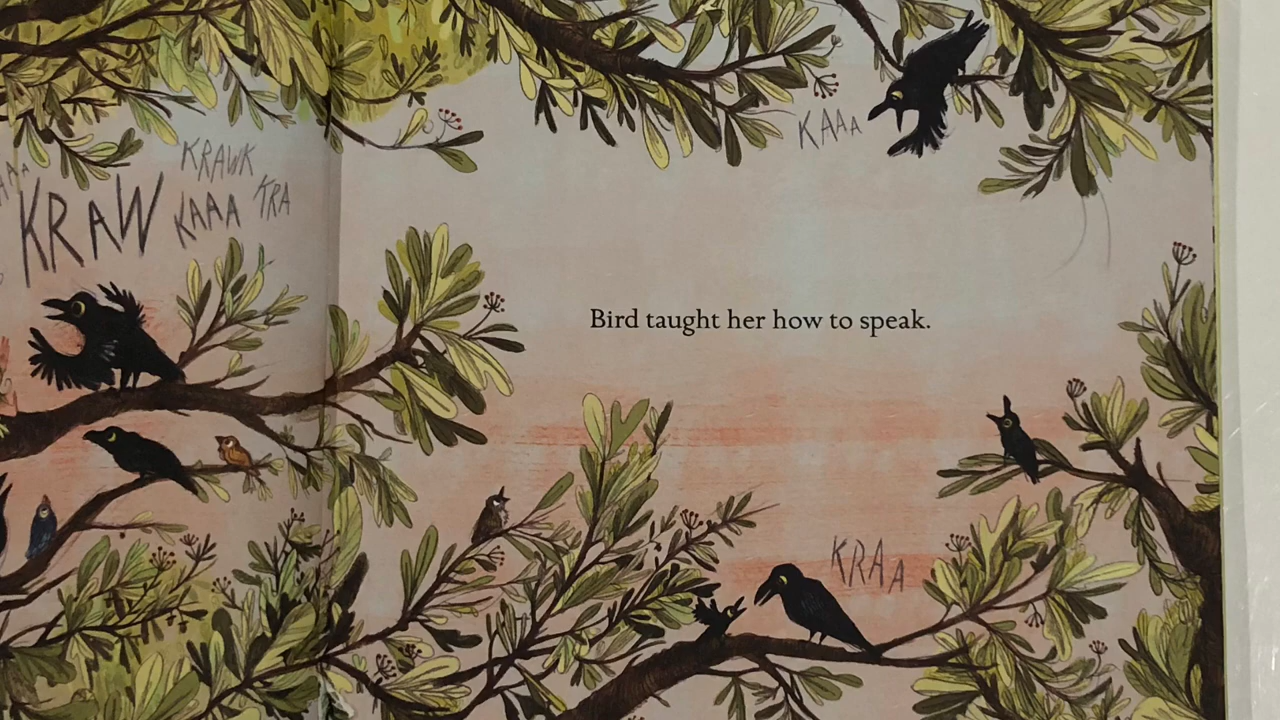 KRAWK
KRAW
KAAA
KRA
KAAA
Bird taught her how to speak.
KRAA